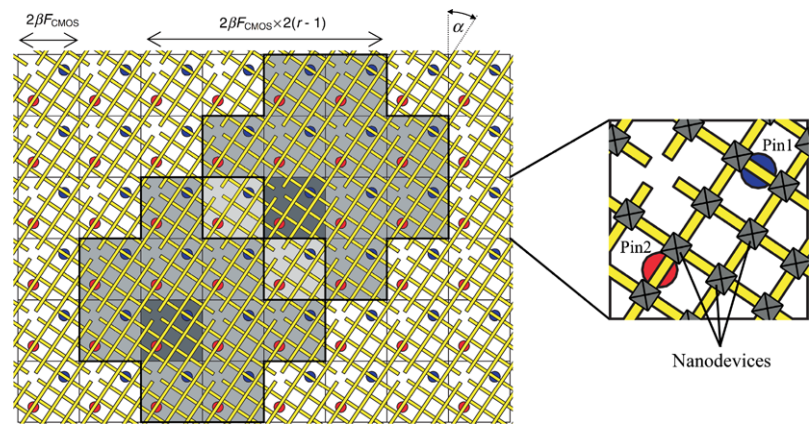 2βF_CMOS
2βF_CMOS×2(r - 1)
α
Pin1
Pin2
Nanodevices